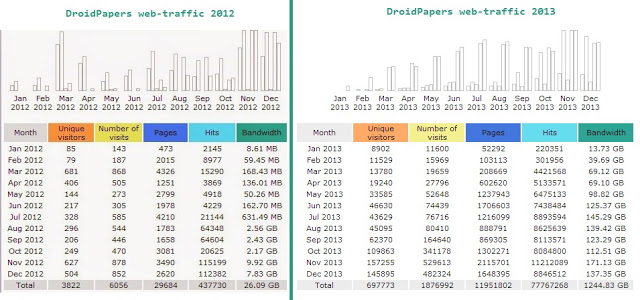 DroidPapers web-traffic 2012
Jan Feb Mar Apr May Jun Jul Aug Sep Oct Nov Dec
2012 2012 2012 2012 2012 2012 2012 2012 2012 2012 2012 2012
Month Unique visitors Number of visits Pages Hits Bandwidth
Jan 2012 85 143 473 2145 8.61 MB
Feb 2012 79 187 2015 8977 59.45 MB
Mar 2012 681 868 4326 15290 168.43 MB
Apr 2012 406 505 1251 3869 136.01 MB
May 2012 144 273 2799 4918 50.26 MB
Jun 2012 217 305 1978 4229 162.70 MB
Jul 2012 328 585 4210 21144 631.49 MB
Aug 2012 296 544 1783 64348 2.56 GB
Sep 2012 206 446 1658 64604 2.43 GB
Oct 2012 249 470 3081 20625 2.17 GB
Nov 2012 627 878 3490 115199 9.92 GB
Dec 2012 504 852 2620 112382 7.83 GB
Total 3822 6056 29684 437730 26.09 GB
DroidPapers web-traffic 2013
Jan Feb Mar Apr May Jun Jul Aug Sep Oct Nov Dec
2013 2013 2013 2013 2013 2013 2013 2013 2013 2013 2013 2013
Month Unique visitors Number of visits Pages Hits Bandwidth
Jan 2013 8902 11600 52292 220351 13.73 GB
Feb 2013 11529 15969 103113 301956 39.69 GB
Mar 2013 13780 19659 208669 4421568 69.12 GB
Apr 2013 19240 27796 602620 5133571 69.10 GB
May 2013 33585 52648 1237943 6475133 98.82 GB
Jun 2013 46630 74439 1706603 7438484 125.37 GB
Jul 2013 43629 76716 1216099 8893794 145.29 GB
Aug 2013 45095 80410 888791 8625639 139.42 GB
Sep 2013 62370 164640 869305 8113571 123.29 GB
Oct 2013 109863 341178 1322271 8084800 112.51 GB
Nov 2013 157255 529613 2115701 11212089 171.13 GB
Dec 2013 145895 482324 1648395 8846512 137.35 GB
Total 697773 1876992 11951802 77767268 1244.83 GB